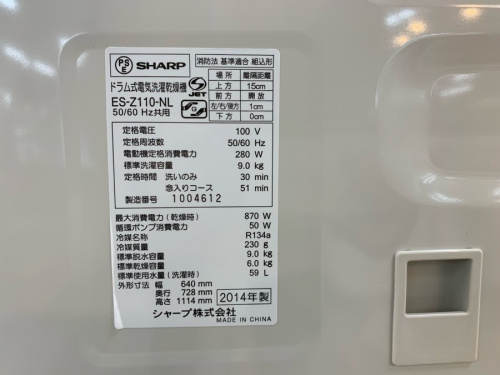 PS E SHARP
消防法 基準適合 組込形
ドラム式電気洗濯乾燥機
ES-Z110-NL
50/60 Hz共用
S JET
G
場所 離隔距離
上方 15cm
前方 開放
左/右/後方 1cm
下方 0cm
定格電圧 100 V
定格周波数 50/60 Hz
電動機定格消費電力 280 W
標準洗濯容量 9.0 kg
定格時間 洗いのみ 30 min
念入りコース 51 min
製造番号 1004612
最大消費電力(乾燥時) 870 W
循環ポンプ消費電力 50 W
冷媒名称 R134a
冷媒質量 230 g
標準脱水容量 9.0 kg
標準乾燥容量 6.0 kg
標準使用水量(洗濯時) 59 L
外形寸法 幅 640 mm
奥行 728 mm
高さ 1114 mm
2014年製
シャープ株式会社
MADE IN CHINA